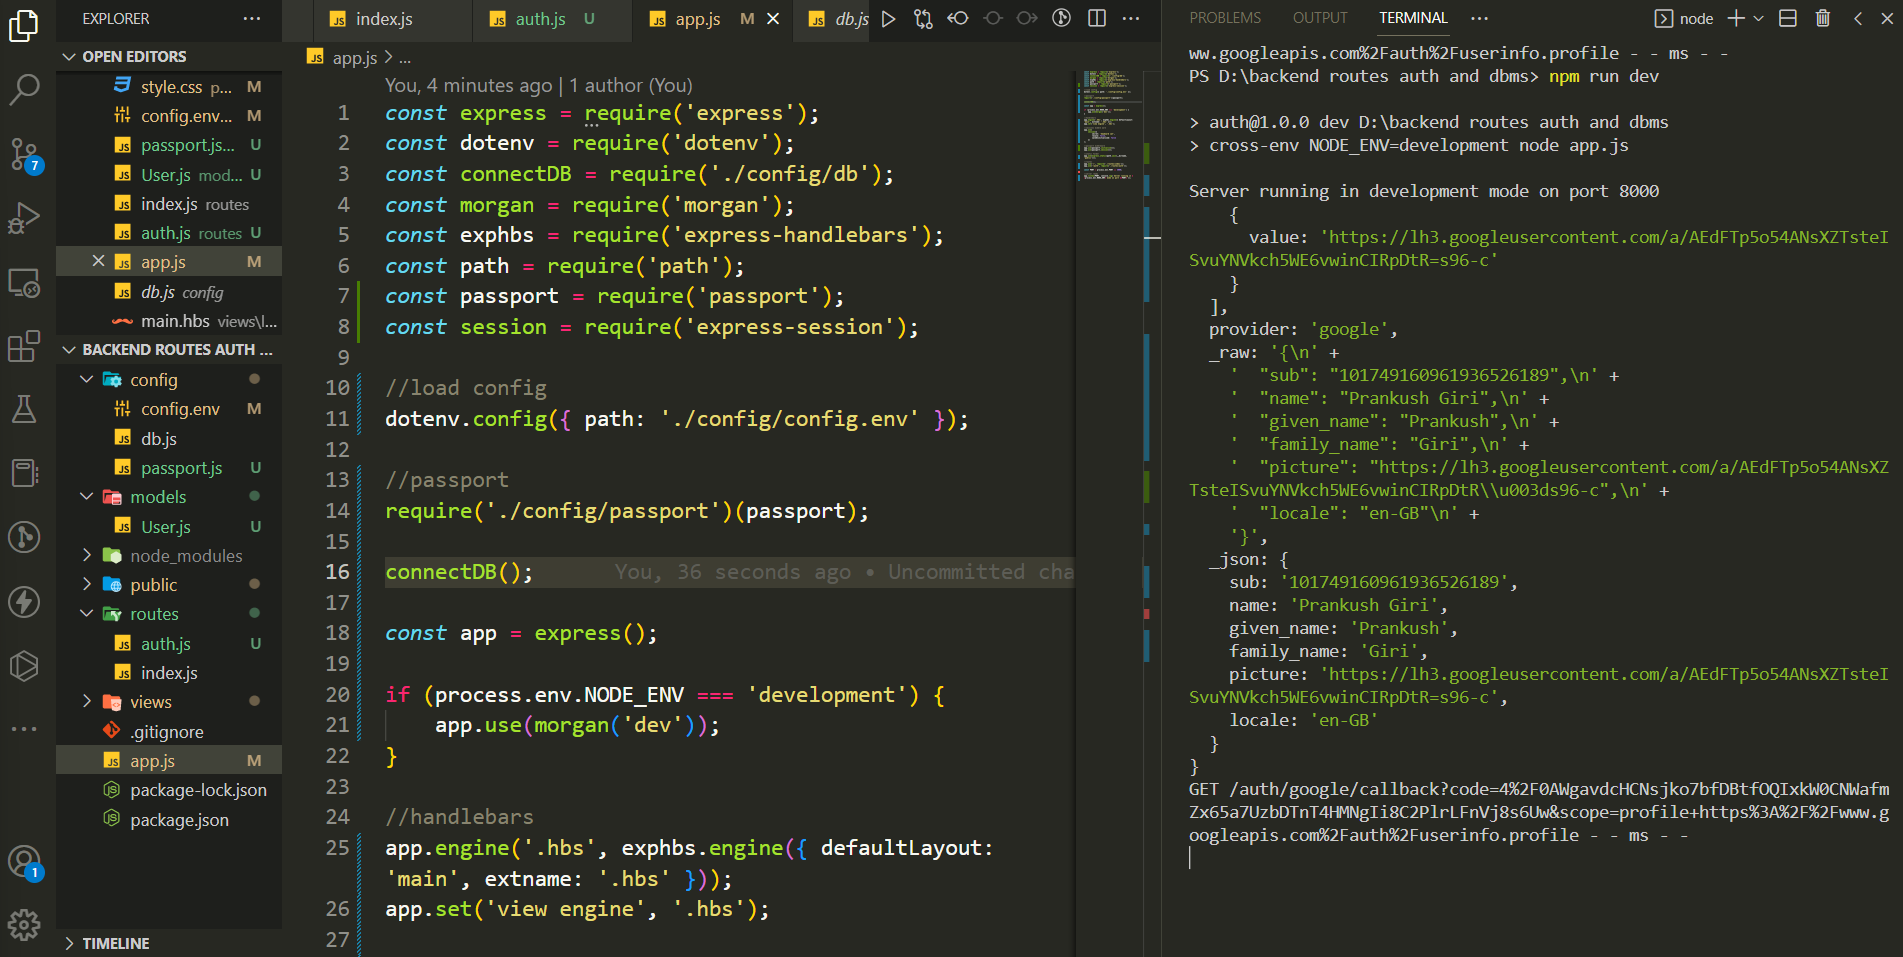 EXPLORER
OPEN EDITORS
style.css p... M
config.env... M
passport.js... U
User.js mod... U
index.js routes
auth.js routes U
app.js M
db.js config
main.hbs views\l...
BACKEND ROUTES AUTH ...
config
config.env M
db.js
passport.js U
models
User.js U
node_modules
public
routes
auth.js U
index.js
views
.gitignore
app.js M
package-lock.json
package.json
TIMELINE
7
1
index.js
auth.js U
app.js M
db.js
app.js > ...
You, 4 minutes ago | 1 author (You)
1 const express = require('express');
2 const dotenv = require('dotenv');
3 const connectDB = require('./config/db');
4 const morgan = require('morgan');
5 const exphbs = require('express-handlebars');
6 const path = require('path');
7 const passport = require('passport');
8 const session = require('express-session');
9
10 //load config
11 dotenv.config({ path: './config/config.env' });
12
13 //passport
14 require('./config/passport')(passport);
15
16 connectDB(); You, 36 seconds ago • Uncommitted cha
17
18 const app = express();
19
20 if (process.env.NODE_ENV === 'development') {
21 app.use(morgan('dev'));
22 }
23
24 //handlebars
25 app.engine('.hbs', exphbs.engine({ defaultLayout:
'main', extname: '.hbs' }));
26 app.set('view engine', '.hbs');
27
PROBLEMS OUTPUT TERMINAL ... node
ww.googleapis.com%2Fauth%2Fuserinfo.profile - - ms - -
PS D:\backend routes auth and dbms> npm run dev
> auth@1.0.0 dev D:\backend routes auth and dbms
> cross-env NODE_ENV=development node app.js
Server running in development mode on port 8000
{
value: 'https://lh3.googleusercontent.com/a/AEdFTp5o54ANsXZTsteI
SvuYNVkch5WE6vwinCIRpDtR=s96-c'
}
],
provider: 'google',
_raw: '{\n' +
' "sub": "101749160961936526189",\n' +
' "name": "Prankush Giri",\n' +
' "given_name": "Prankush",\n' +
' "family_name": "Giri",\n' +
' "picture": "https://lh3.googleusercontent.com/a/AEdFTp5o54ANsXZ
TsteISvuYNVkch5WE6vwinCIRpDtR\\u003ds96-c",\n' +
' "locale": "en-GB"\n' +
'}',
_json: {
sub: '101749160961936526189',
name: 'Prankush Giri',
given_name: 'Prankush',
family_name: 'Giri',
picture: 'https://lh3.googleusercontent.com/a/AEdFTp5o54ANsXZTsteI
SvuYNVkch5WE6vwinCIRpDtR=s96-c',
locale: 'en-GB'
}
}
GET /auth/google/callback?code=4%2F0AWgavdcHCNsjko7bfDBtfOQIxkW0CNWafm
Zx65a7UzbDTnT4HMNgIi8C2PlrLFnVj8s6Uw&scope=profile+https%3A%2F%2Fwww.g
oogleapis.com%2Fauth%2Fuserinfo.profile - - ms - -